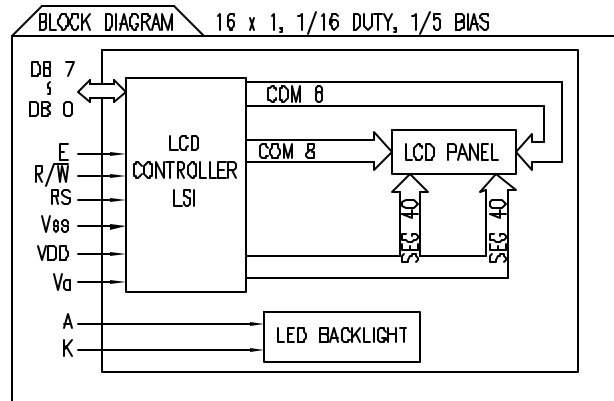 BLOCK DIAGRAM 16 x 1, 1/16 DUTY, 1/5 BIAS
DB 7
DB 0
E
R/W̅
RS
Vss
VDD
Vo
A
K
LCD
CONTROLLER
LSI
COM 8
COM 8
LCD PANEL
SEG 40
SEG 40
LED BACKLIGHT